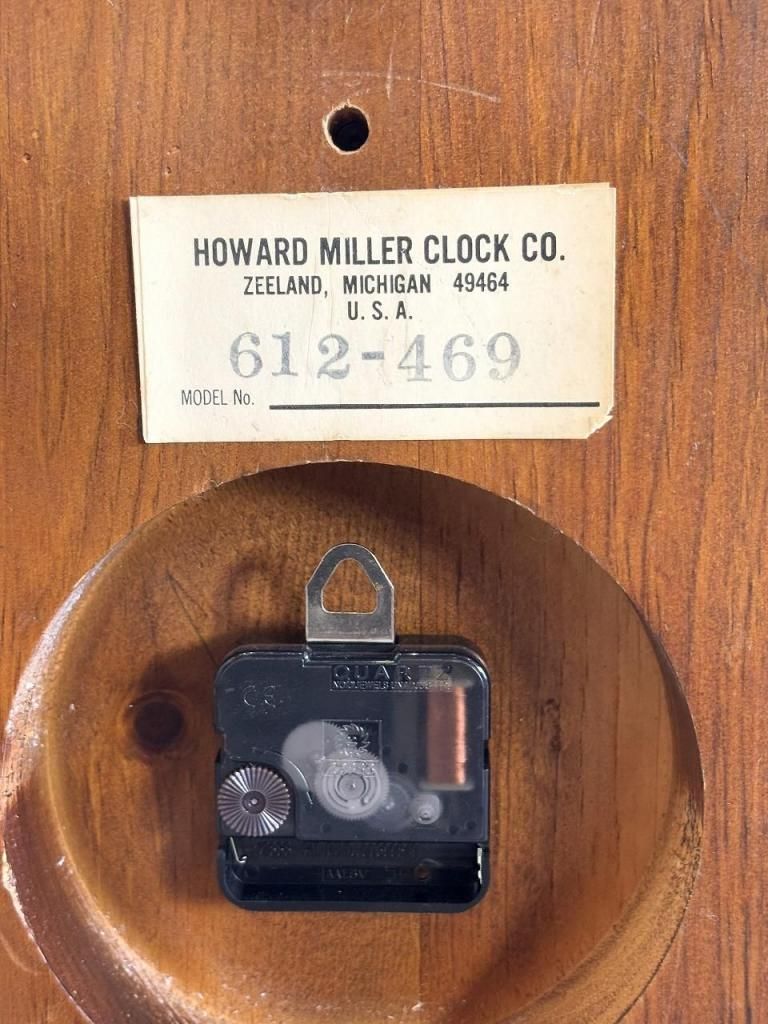 HOWARD MILLER CLOCK CO.
ZEELAND, MICHIGAN 49464
U. S. A.
612-469
MODEL No.
QUARTZ